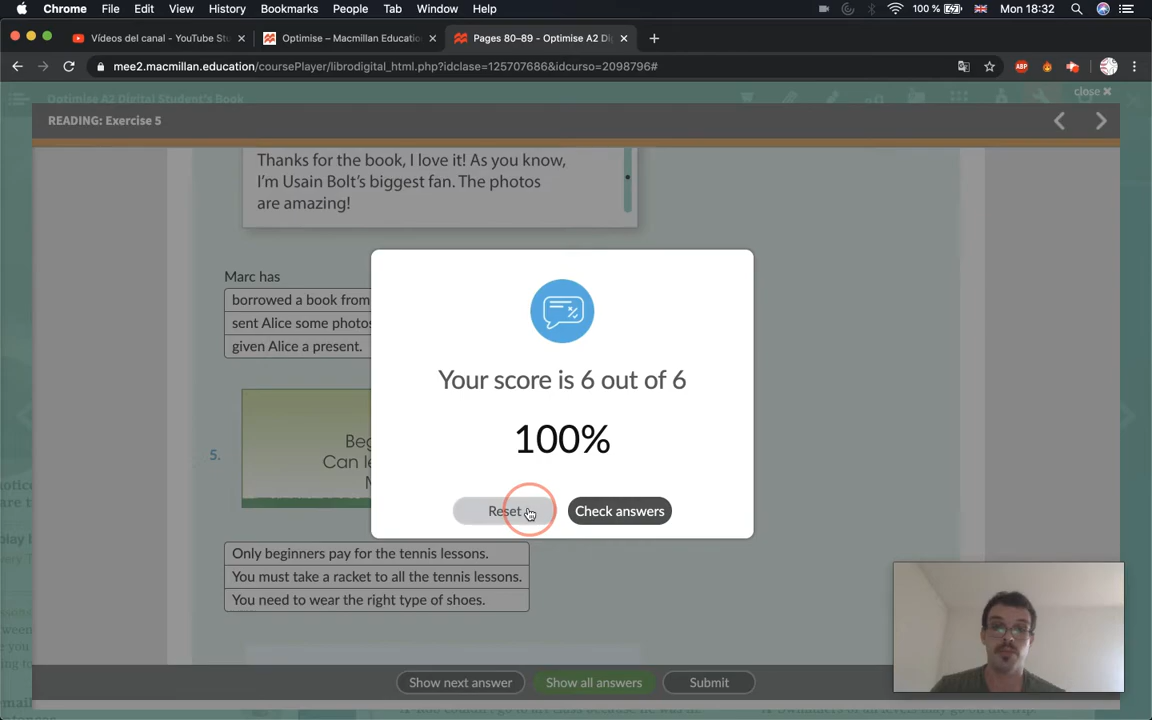 Chrome File Edit View History Bookmarks People Tab Window Help 100 % Mon 18:32
Vídeos del canal - YouTube St
Optimise – Macmillan Educatio
Pages 80–89 - Optimise A2 Di
mee2.macmillan.education/coursePlayer/librodigital_html.php?idclase=125707686&idcurso=2098796#
ABP
Optimise A2 Digital Student's Book
close
READING: Exercise 5
Thanks for the book, I love it! As you know,
I'm Usain Bolt's biggest fan. The photos
are amazing!
Marc has
borrowed a book from
sent Alice some photos
given Alice a present.
5.
Can
Your score is 6 out of 6
100%
Reset
Check answers
Only beginners pay for the tennis lessons.
You must take a racket to all the tennis lessons.
You need to wear the right type of shoes.
Show next answer
Show all answers
Submit